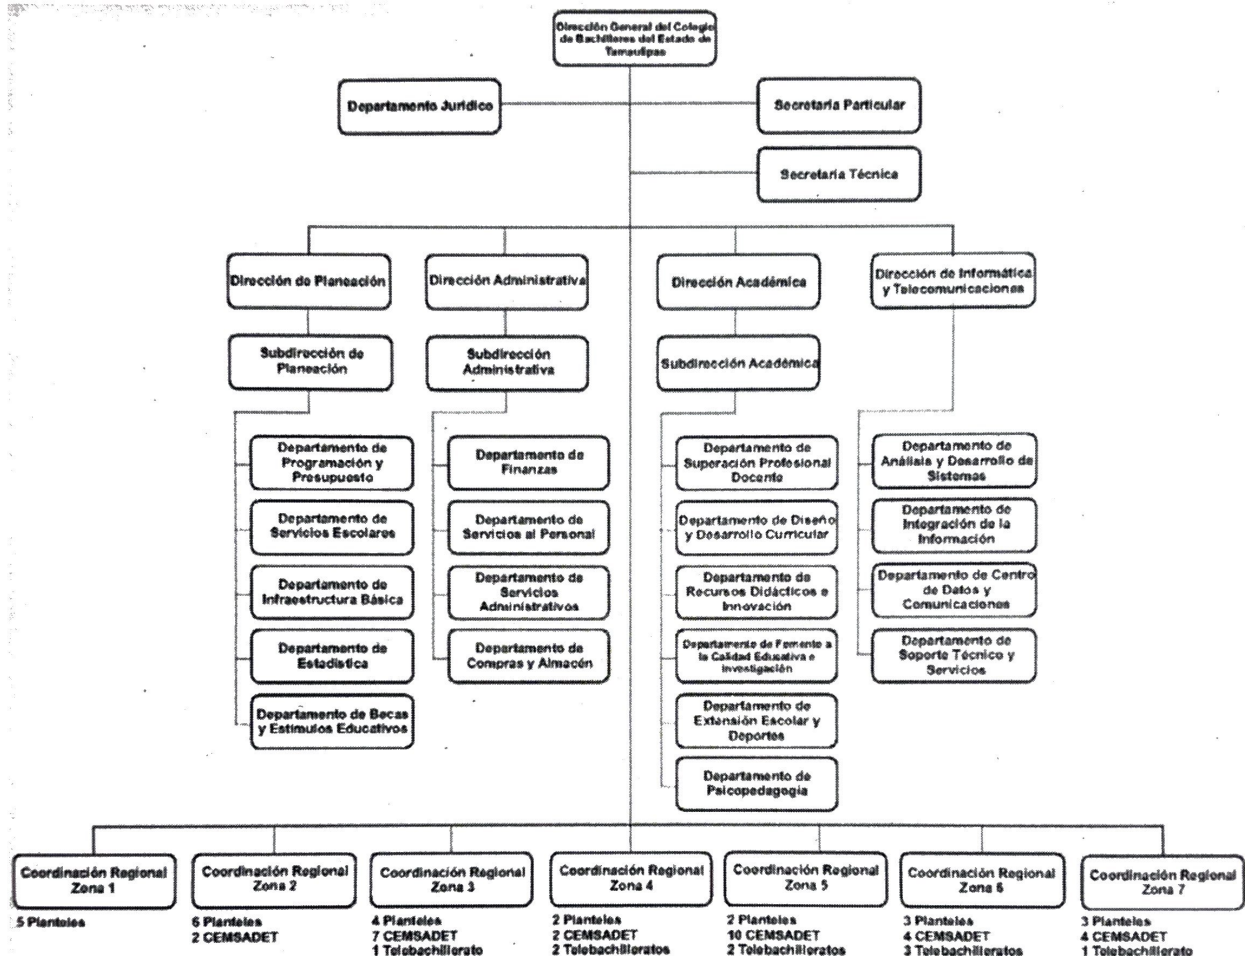 Dirección General del Colegio
de Bachilleres del Estado de
Tamaulipas
Departamento Jurídico
Secretaría Particular
Secretaría Técnica
Dirección de Planeación
Dirección Administrativa
Dirección Académica
Dirección de Informática
y Telecomunicaciones
Subdirección de
Planeación
Subdirección
Administrativa
Subdirección Académica
Departamento de
Programación y
Presupuesto
Departamento de
Servicios Escolares
Departamento de
Infraestructura Básica
Departamento de
Estadística
Departamento de Becas
y Estímulos Educativos
Departamento de
Finanzas
Departamento de
Servicios al Personal
Departamento de
Servicios
Administrativos
Departamento de
Compras y Almacén
Departamento de
Superación Profesional
Docente
Departamento de Diseño
y Desarrollo Curricular
Departamento de
Recursos Didácticos e
Innovación
Departamento de Fomento a
la Calidad Educativa e
Investigación
Departamento de
Extensión Escolar y
Deportes
Departamento de
Psicopedagogía
Departamento de
Análisis y Desarrollo de
Sistemas
Departamento de
Integración de la
Información
Departamento de Centro
de Datos y
Comunicaciones
Departamento de
Soporte Técnico y
Servicios
Coordinación Regional
Zona 1
5 Planteles
Coordinación Regional
Zona 2
6 Planteles
2 CEMSADET
Coordinación Regional
Zona 3
4 Planteles
7 CEMSADET
1 Telebachillerato
Coordinación Regional
Zona 4
2 Planteles
2 CEMSADET
2 Telebachilleratos
Coordinación Regional
Zona 5
2 Planteles
10 CEMSADET
2 Telebachilleratos
Coordinación Regional
Zona 6
3 Planteles
4 CEMSADET
3 Telebachilleratos
Coordinación Regional
Zona 7
3 Planteles
4 CEMSADET
1 Telebachillerato